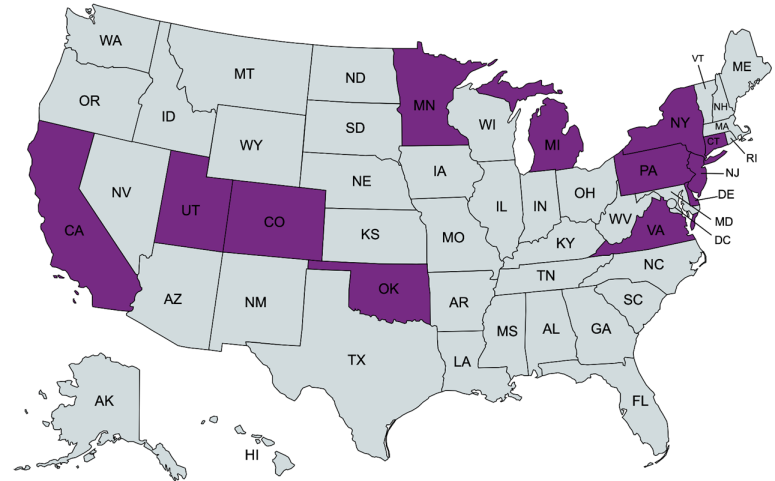 WA
MT
ND
MN
VT
ME
OR
ID
SD
WI
NY
NH
MA
WY
MI
CT
RI
IA
PA
NJ
NE
OH
DE
NV
UT
CO
IL
IN
WV
VA
MD
DC
CA
KS
MO
KY
NC
TN
OK
AZ
NM
AR
SC
MS
AL
GA
TX
LA
AK
FL
HI